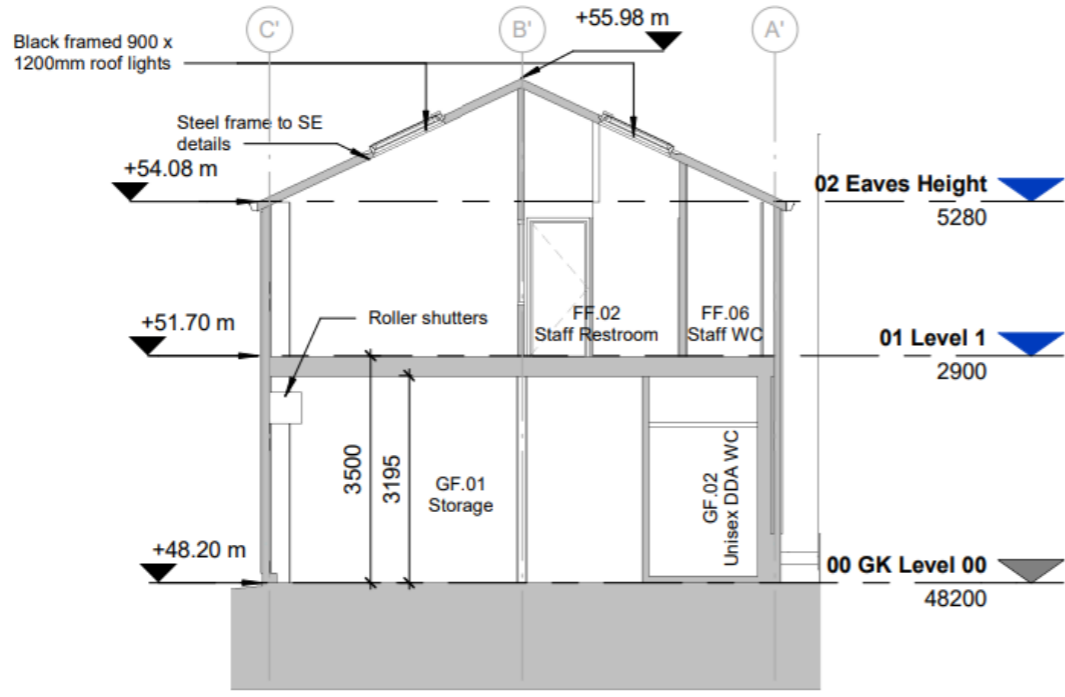 C'
B'
+55.98 m
A'
Black framed 900 x
1200mm roof lights
Steel frame to SE
details
+54.08 m
02 Eaves Height
5280
+51.70 m
Roller shutters
FF.02
Staff Restroom
FF.06
Staff WC
01 Level 1
2900
3500
3195
GF.01
Storage
GF.02
Unisex DDA WC
+48.20 m
00 GK Level 00
48200